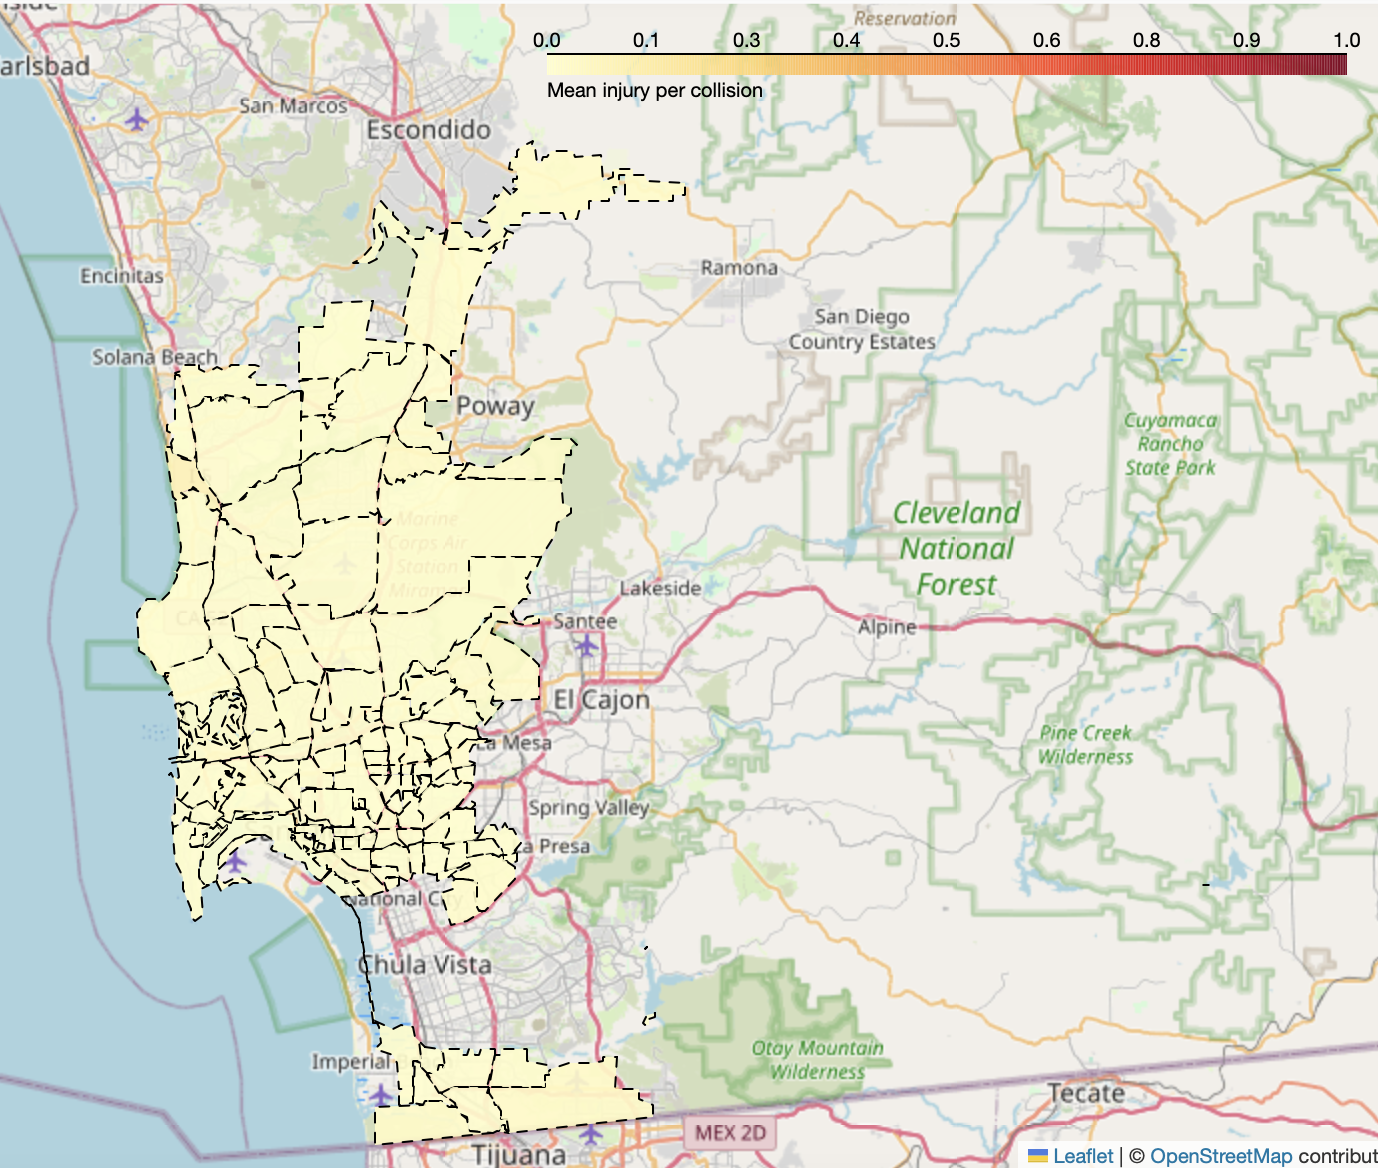 Reservation
0.0 0.1 0.3 0.4 0.5 0.6 0.8 0.9 1.0
Mean injury per collision
arlsbad
San Marcos
Escondido
Encinitas
Ramona
San Diego
Country Estates
Solana Beach
Poway
Cuyamaca
Rancho
State Park
Cleveland
National
Forest
Marine
Corps Air
Station
Miramar
Lakeside
Santee
Alpine
El Cajon
La Mesa
Pine Creek
Wilderness
Spring Valley
La Presa
National City
Chula Vista
Imperial
Otay Mountain
Wilderness
Tecate
MEX 2D
Tijuana
Leaflet | © OpenStreetMap contribut